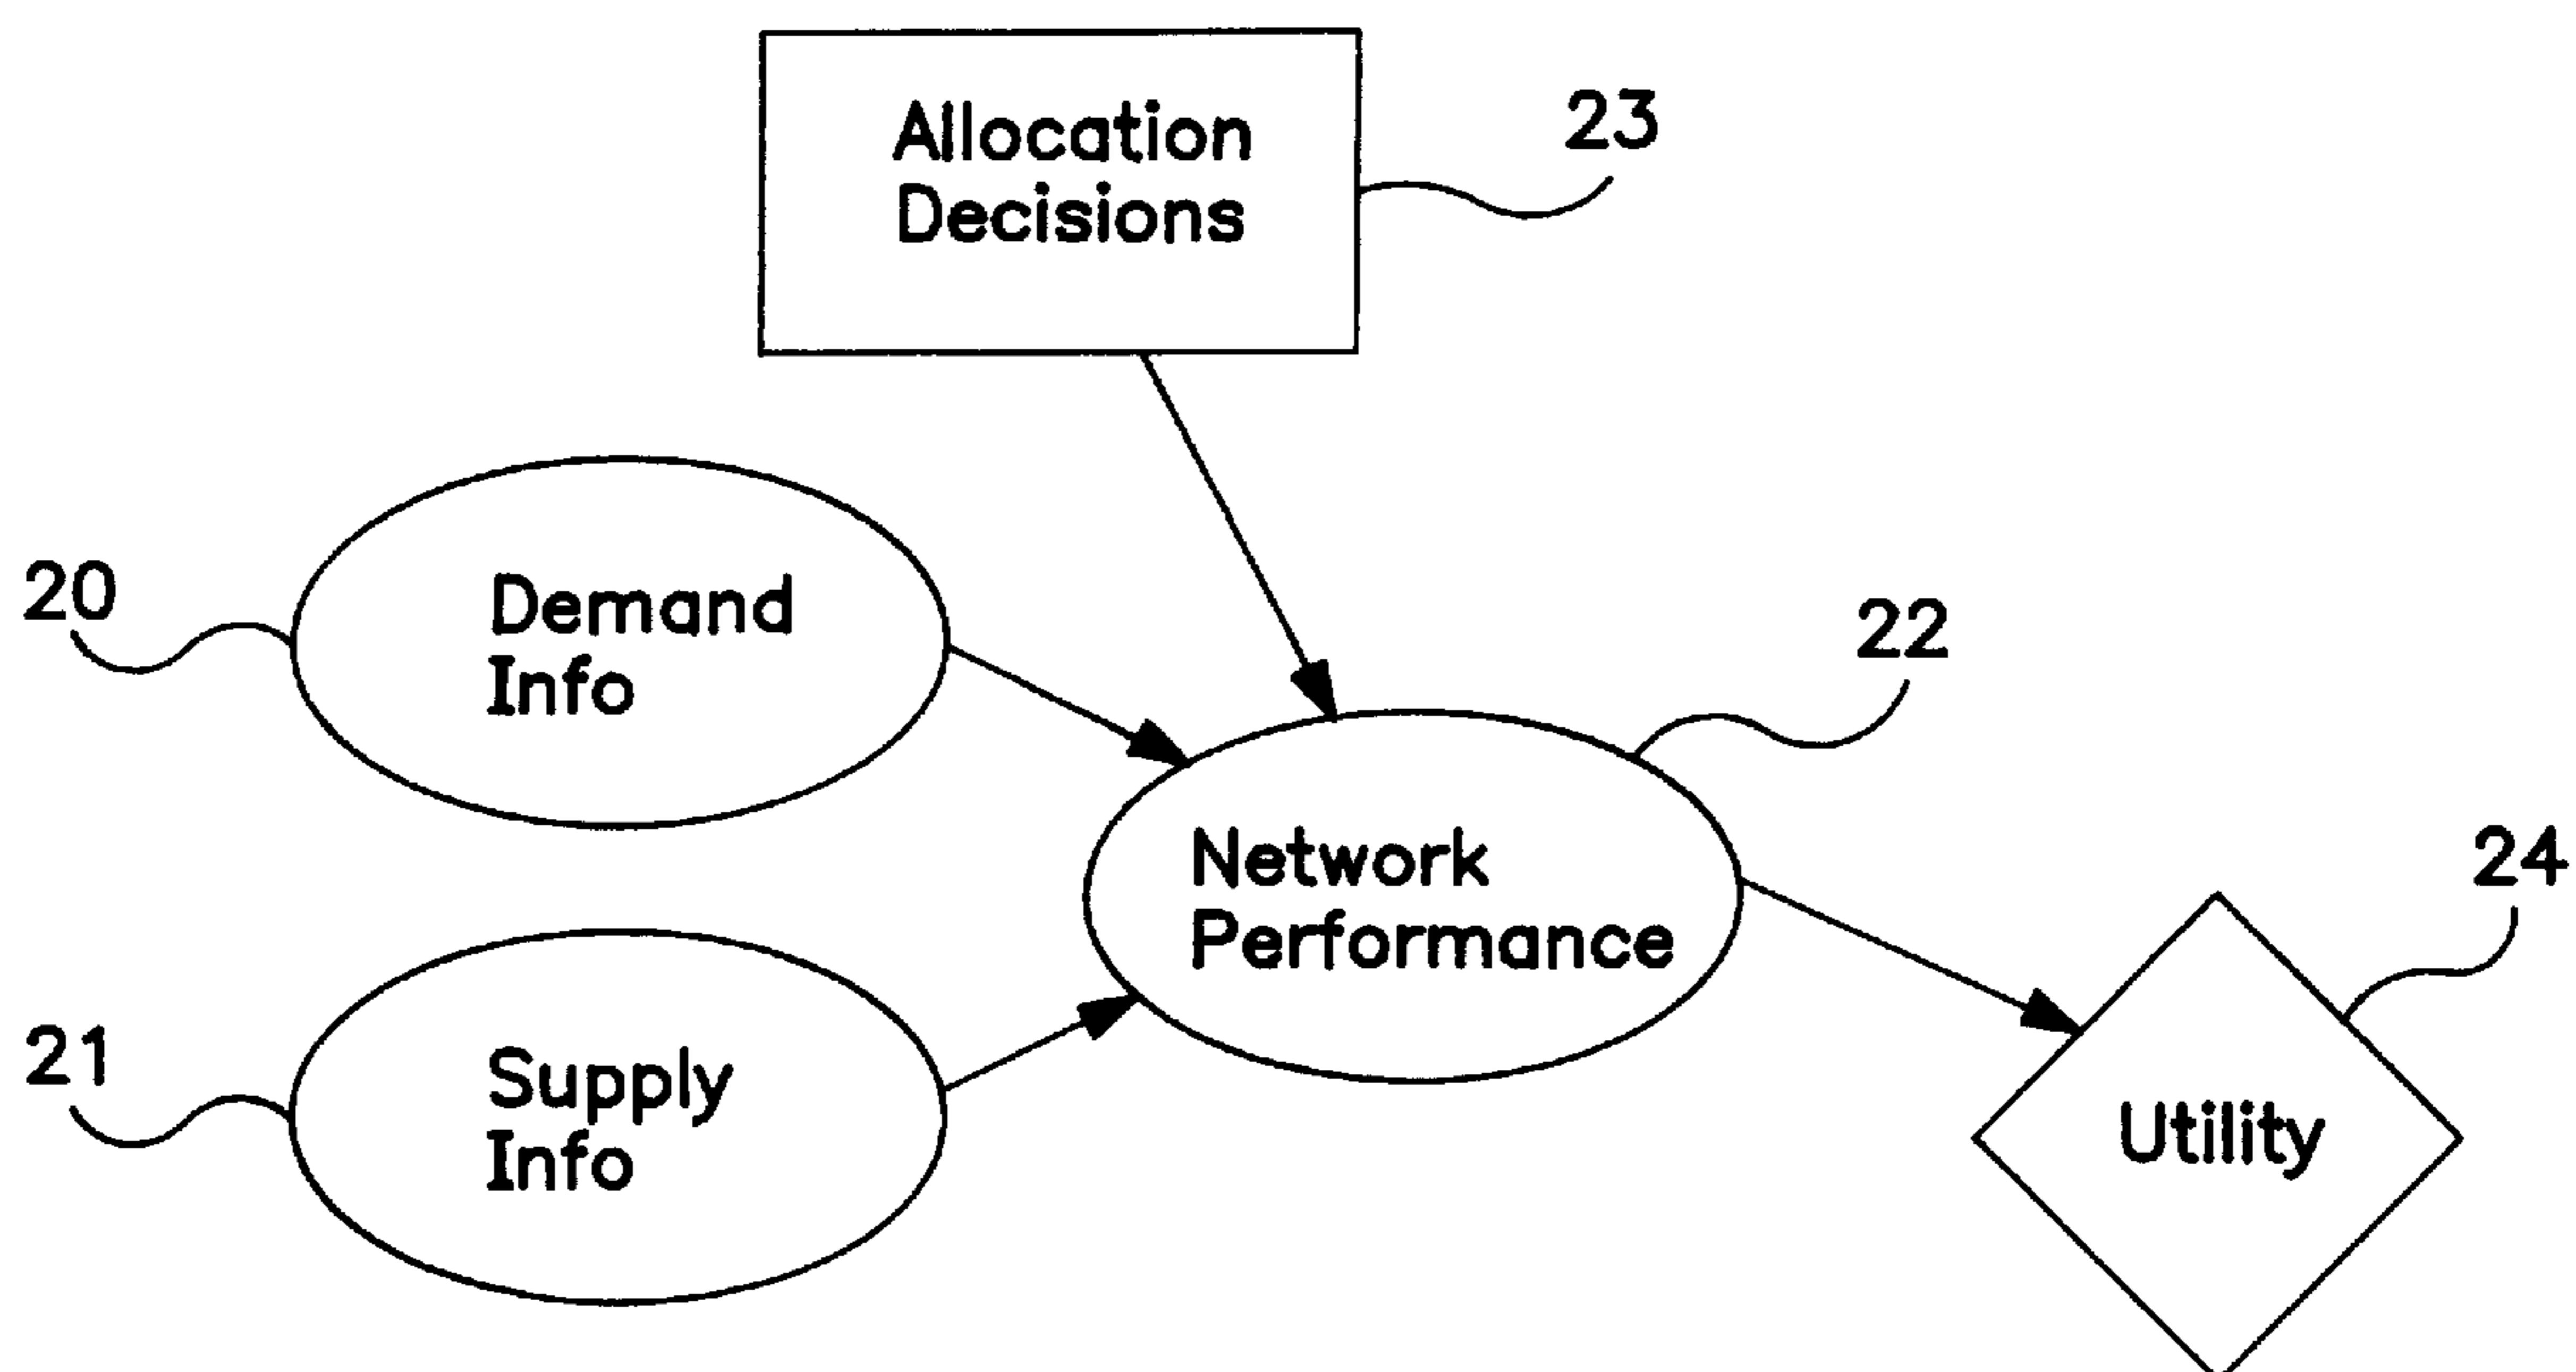 Allocation
Decisions
23
20
Demand
Info
22
Network
Performance
24
21
Supply
Info
Utility